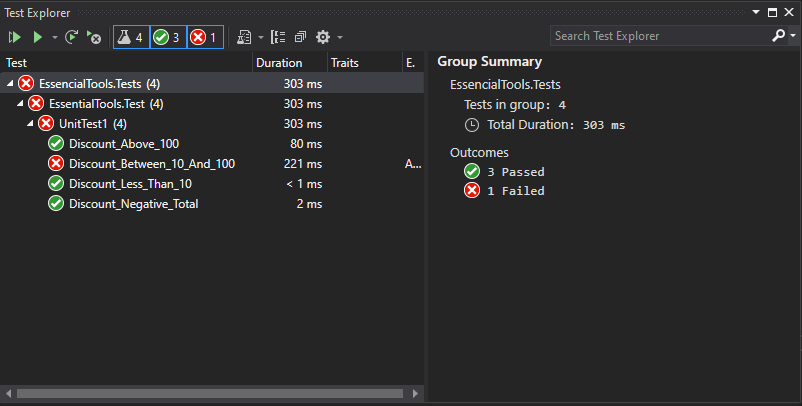 Test Explorer
4 3 1
Search Test Explorer
Test Duration Traits E.
EssencialTools.Tests (4) 303 ms
EssentialTools.Test (4) 303 ms
UnitTest1 (4) 303 ms
Discount_Above_100 80 ms
Discount_Between_10_And_100 221 ms A...
Discount_Less_Than_10 < 1 ms
Discount_Negative_Total 2 ms
Group Summary
EssencialTools.Tests
Tests in group: 4
Total Duration: 303 ms
Outcomes
3 Passed
1 Failed